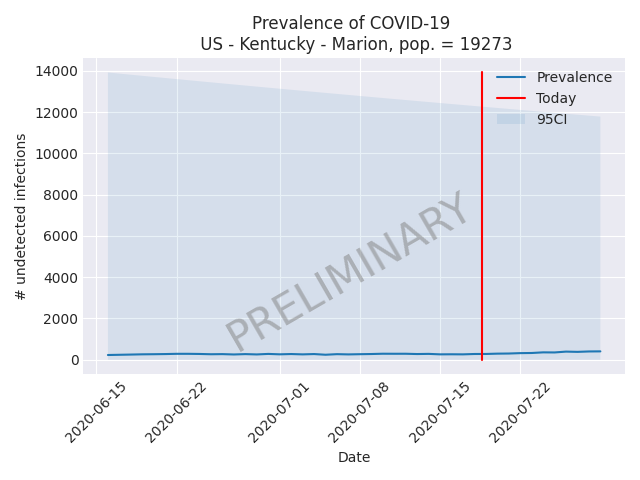 Prevalence of COVID-19
US - Kentucky - Marion, pop. = 19273
14000
12000
10000
8000
6000
4000
2000
0
# undetected infections
Prevalence
Today
95CI
PRELIMINARY
2020-06-15
2020-06-22
2020-07-01
2020-07-08
2020-07-15
2020-07-22
Date